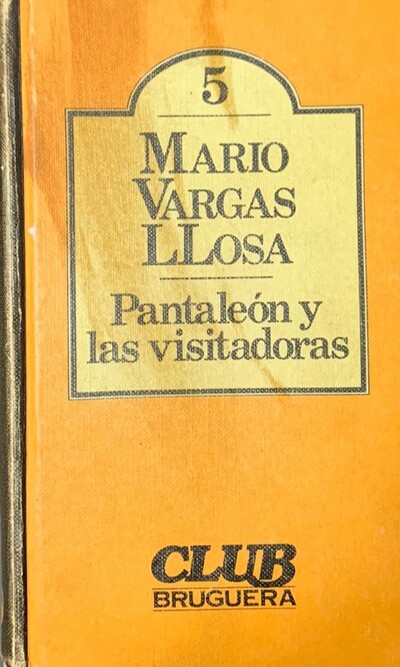 5
MARIO
VARGAS
LLOSA
Pantaleón y
las visitadoras
CLUB
BRUGUERA